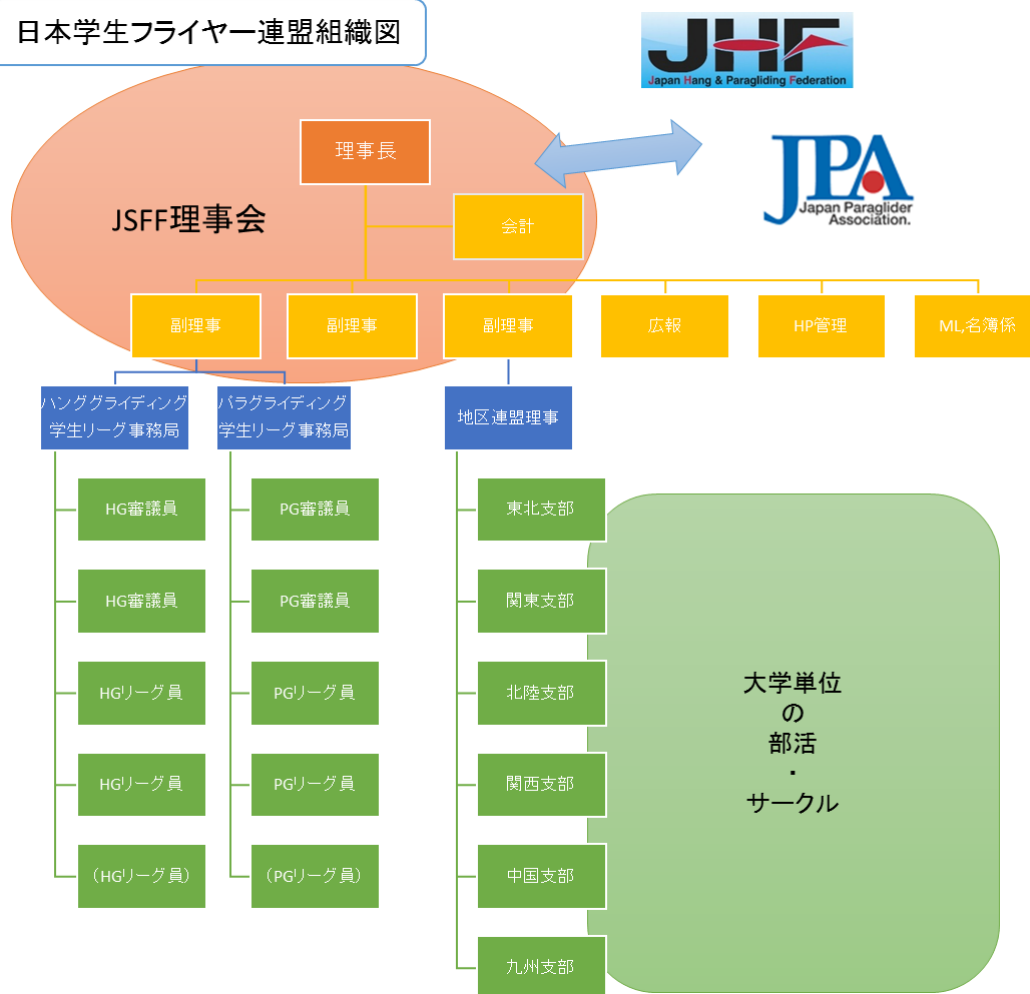 日本学生フライヤー連盟組織図
JHF
Japan Hang & Paragliding Federation
理事長
JPA
Japan Paraglider
Association.
JSFF理事会
会計
副理事
副理事
副理事
広報
HP管理
ML,名簿係
ハンググライディング
学生リーグ事務局
パラグライディング
学生リーグ事務局
地区連盟理事
HG審議員
PG審議員
東北支部
HG審議員
PG審議員
関東支部
HGリーグ員
PGリーグ員
北陸支部
HGリーグ員
PGリーグ員
関西支部
(HGリーグ員)
(PGリーグ員)
中国支部
九州支部
大学単位
の
部活
・
サークル